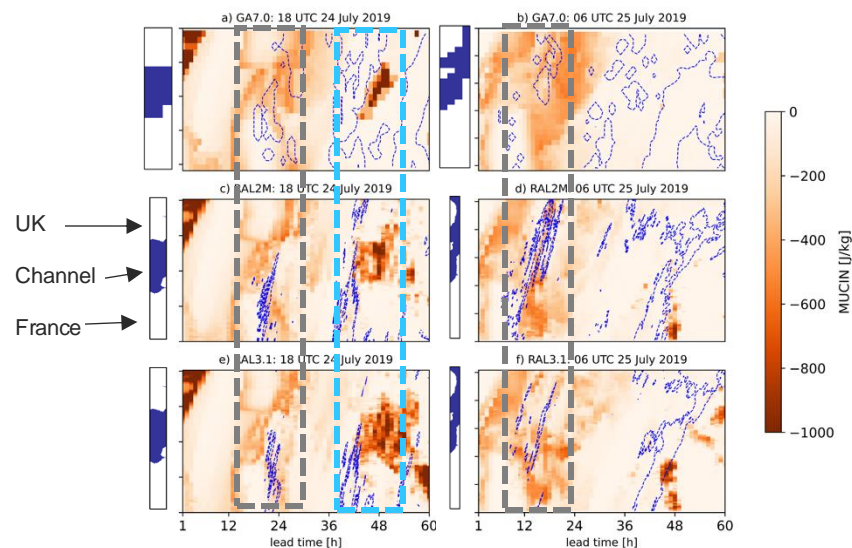 a) GA7.0: 18 UTC 24 July 2019
b) GA7.0: 06 UTC 25 July 2019
c) RAL2M: 18 UTC 24 July 2019
d) RAL2M: 06 UTC 25 July 2019
UK
Channel
France
e) RAL3.1: 18 UTC 24 July 2019
f) RAL3.1: 06 UTC 25 July 2019
1 12 24 36 48 60
1 12 24 36 48 60
lead time [h]
lead time [h]
0
−200
−400
−600
−800
−1000
MUCIN [J/kg]